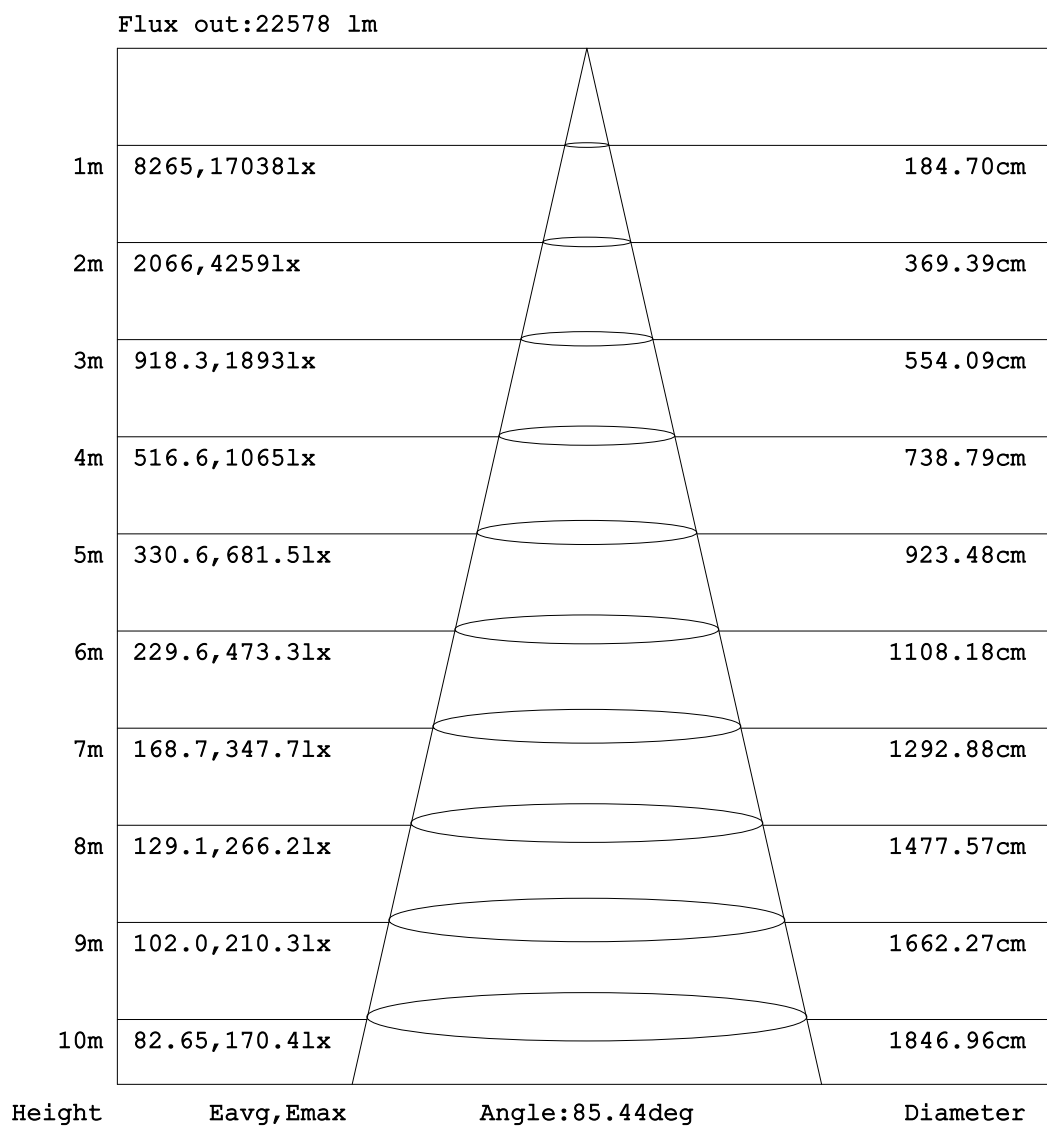 Flux out:22578 lm
1m 8265,17038lx 184.70cm
2m 2066,4259lx 369.39cm
3m 918.3,1893lx 554.09cm
4m 516.6,1065lx 738.79cm
5m 330.6,681.5lx 923.48cm
6m 229.6,473.3lx 1108.18cm
7m 168.7,347.7lx 1292.88cm
8m 129.1,266.2lx 1477.57cm
9m 102.0,210.3lx 1662.27cm
10m 82.65,170.4lx 1846.96cm
Height Eavg,Emax Angle:85.44deg Diameter